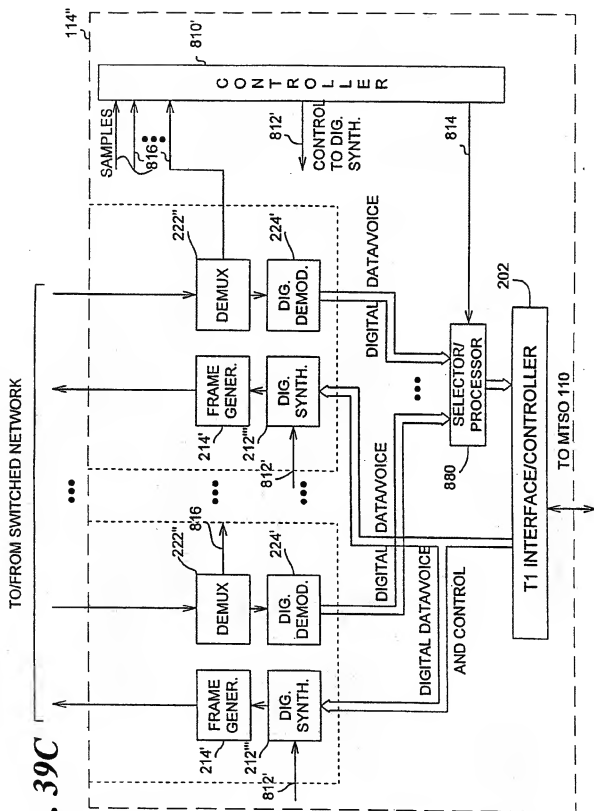 TO/FROM SWITCHED NETWORK
. 39C
114"
810'
CONTROLLER
SAMPLES
816
812'
CONTROL
TO DIG.
SYNTH.
814
222"
DEMUX
224'
DIG.
DEMOD.
DIGITAL DATA/VOICE
FRAME
GENER.
214'
DIG.
SYNTH.
212'''
812'
816
222"
DEMUX
224'
DIG.
DEMOD.
DIGITAL DATA/VOICE
FRAME
GENER.
214'
DIG.
SYNTH.
212'''
812'
DIGITAL DATA/VOICE
AND CONTROL
SELECTOR/
PROCESSOR
880
202
T1 INTERFACE/CONTROLLER
TO MTSO 110